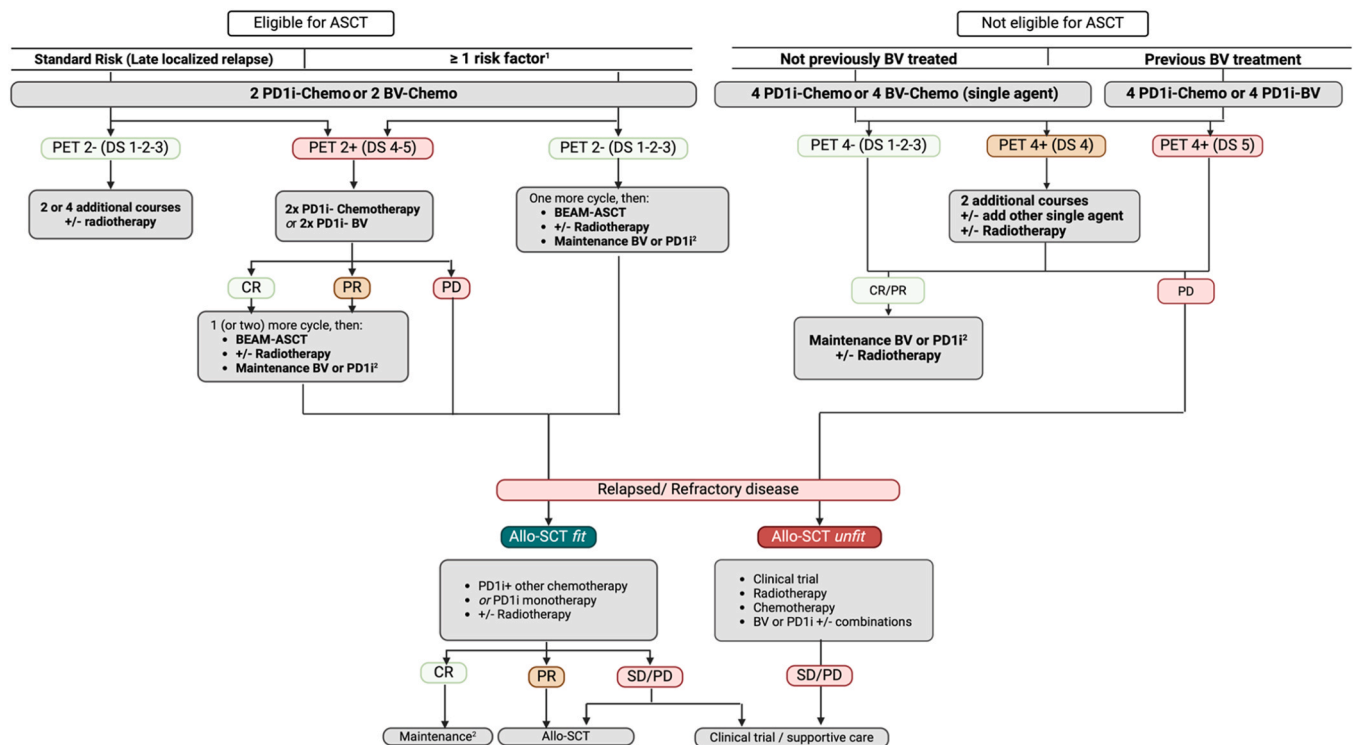 Eligible for ASCT
Not eligible for ASCT
Standard Risk (Late localized relapse)
≥ 1 risk factor¹
Not previously BV treated
Previous BV treatment
2 PD1i-Chemo or 2 BV-Chemo
4 PD1i-Chemo or 4 BV-Chemo (single agent)
4 PD1i-Chemo or 4 PD1i-BV
PET 2- (DS 1-2-3)
PET 2+ (DS 4-5)
PET 2- (DS 1-2-3)
PET 4- (DS 1-2-3)
PET 4+ (DS 4)
PET 4+ (DS 5)
2 or 4 additional courses
+/- radiotherapy
2x PD1i- Chemotherapy
or 2x PD1i- BV
One more cycle, then:
• BEAM-ASCT
• +/- Radiotherapy
• Maintenance BV or PD1i²
2 additional courses
+/- add other single agent
+/- Radiotherapy
CR
PR
PD
CR/PR
PD
1 (or two) more cycle, then:
• BEAM-ASCT
• +/- Radiotherapy
• Maintenance BV or PD1i²
Maintenance BV or PD1i²
+/- Radiotherapy
Relapsed/ Refractory disease
Allo-SCT fit
Allo-SCT unfit
• PD1i+ other chemotherapy
• or PD1i monotherapy
• +/- Radiotherapy
• Clinical trial
• Radiotherapy
• Chemotherapy
• BV or PD1i +/- combinations
CR
PR
SD/PD
SD/PD
Maintenance²
Allo-SCT
Clinical trial / supportive care